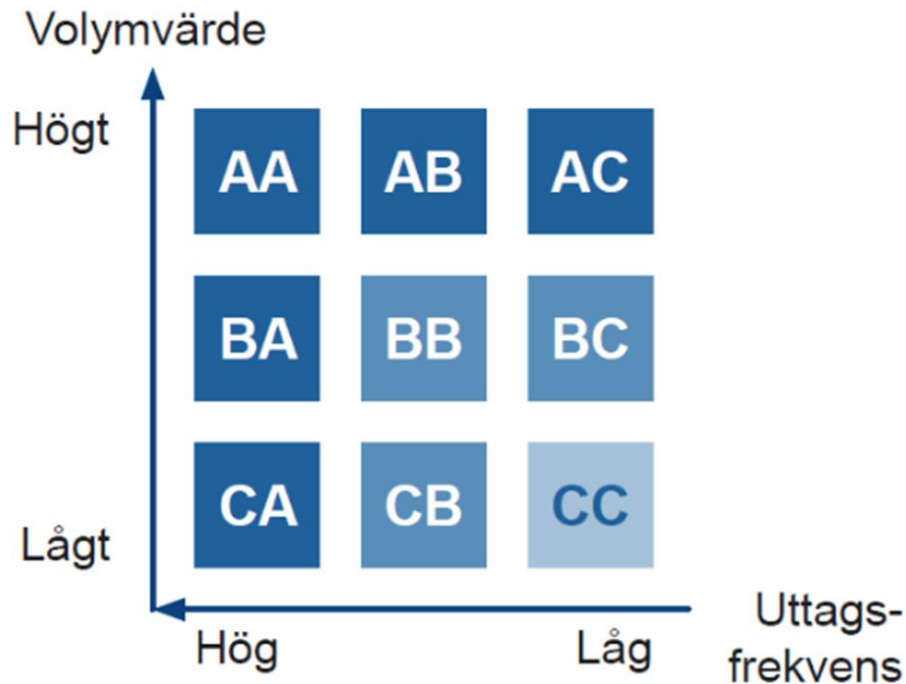 Volymvärde
Högt
AA AB AC
BA BB BC
CA CB CC
Lågt
Hög Låg
Uttags-
frekvens